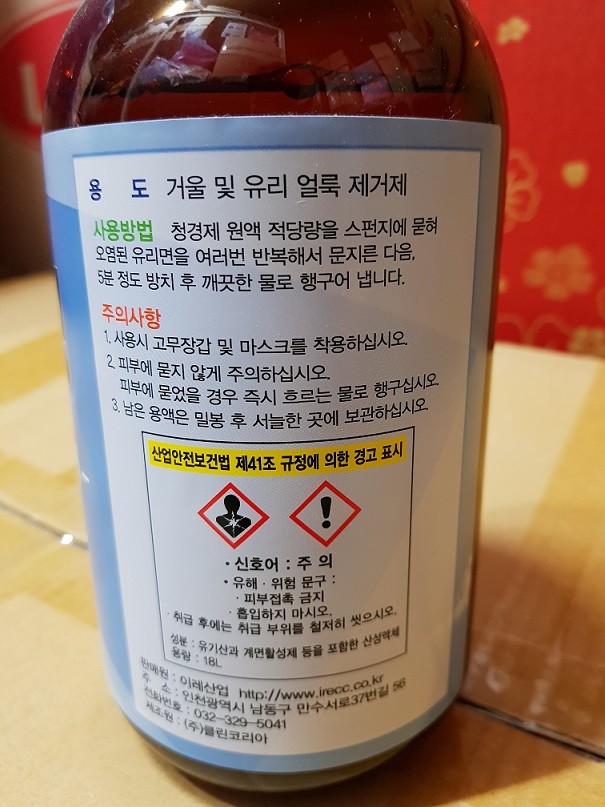 용 도 거울 및 유리 얼룩 제거제
사용방법 청경제 원액 적당량을 스펀지에 묻혀
오염된 유리면을 여러번 반복해서 문지른 다음,
5분 정도 방치 후 깨끗한 물로 행구어 냅니다.
주의사항
1. 사용시 고무장갑 및 마스크를 착용하십시오.
2. 피부에 묻지 않게 주의하십시오.
피부에 묻었을 경우 즉시 흐르는 물로 행구십시오.
3. 남은 용액은 밀봉 후 서늘한 곳에 보관하십시오.
산업안전보건법 제41조 규정에 의한 경고 표시
· 신호어 : 주 의
· 유해 · 위험 문구 :
· 피부접촉 금지
· 흡입하지 마시오.
· 취급 후에는 취급 부위를 철저히 씻으시오.
성분 : 유기산과 계면활성제 등을 포함한 산성액체
용량 : 18L
판매원 : 이레산업 http://www.irecc.co.kr
주 소 : 인천광역시 남동구 만수서로37번길 56
전화번호 : 032-329-5041
제조원 : (주)클린코리아